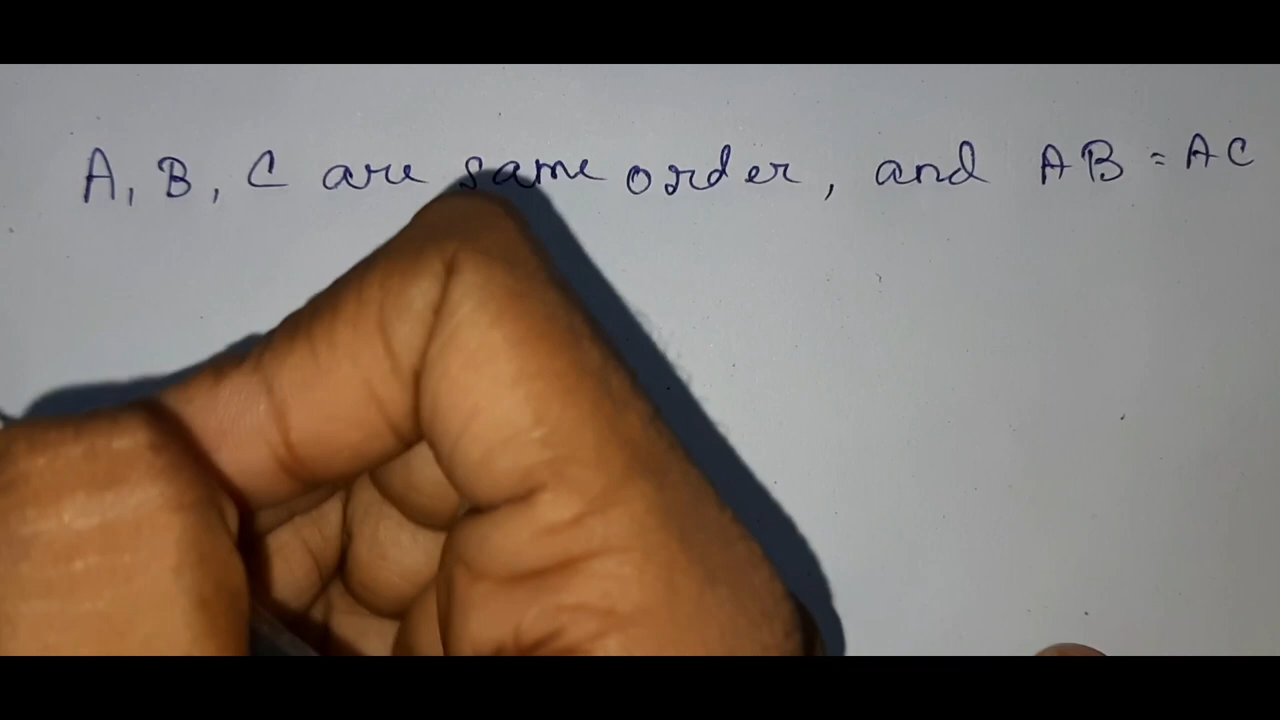 A, B, C are same order, and AB = AC